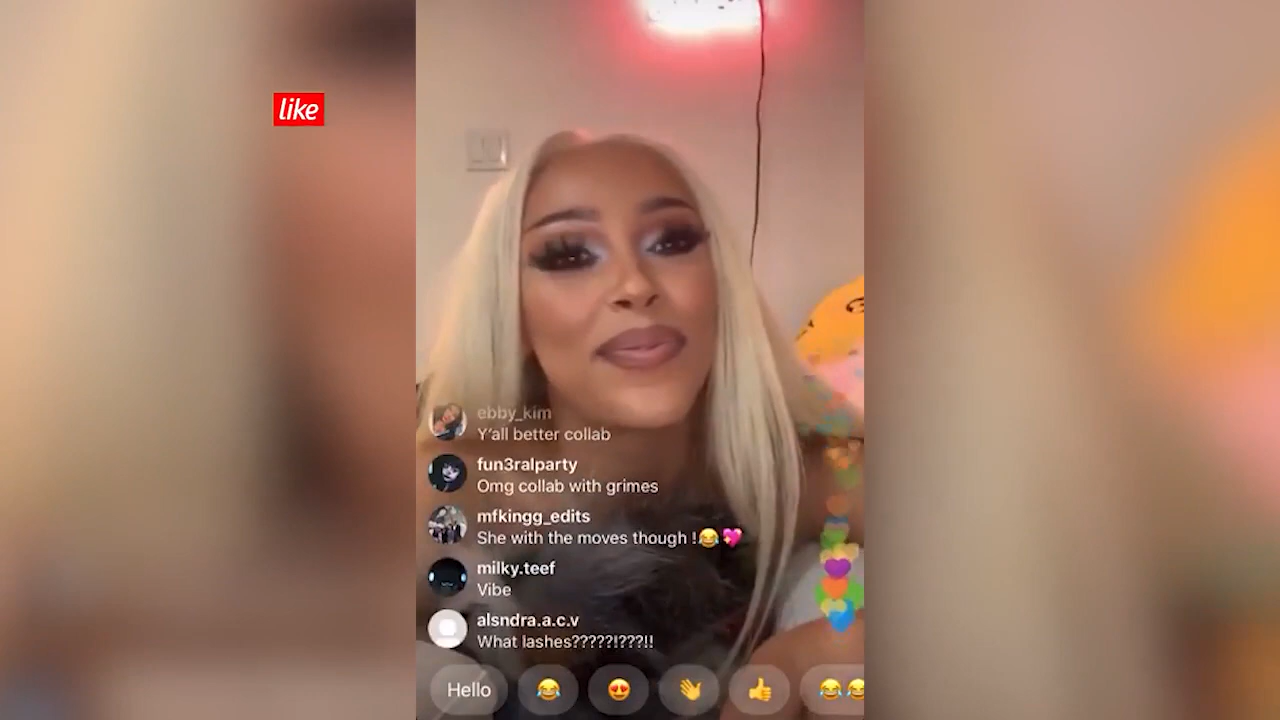 like
ebby_kim
Y'all better collab
fun3ralparty
Omg collab with grimes
mfkingg_edits
She with the moves though !😂💖
milky.teef
Vibe
alsndra.a.c.v
What lashes?????!???!!
Hello